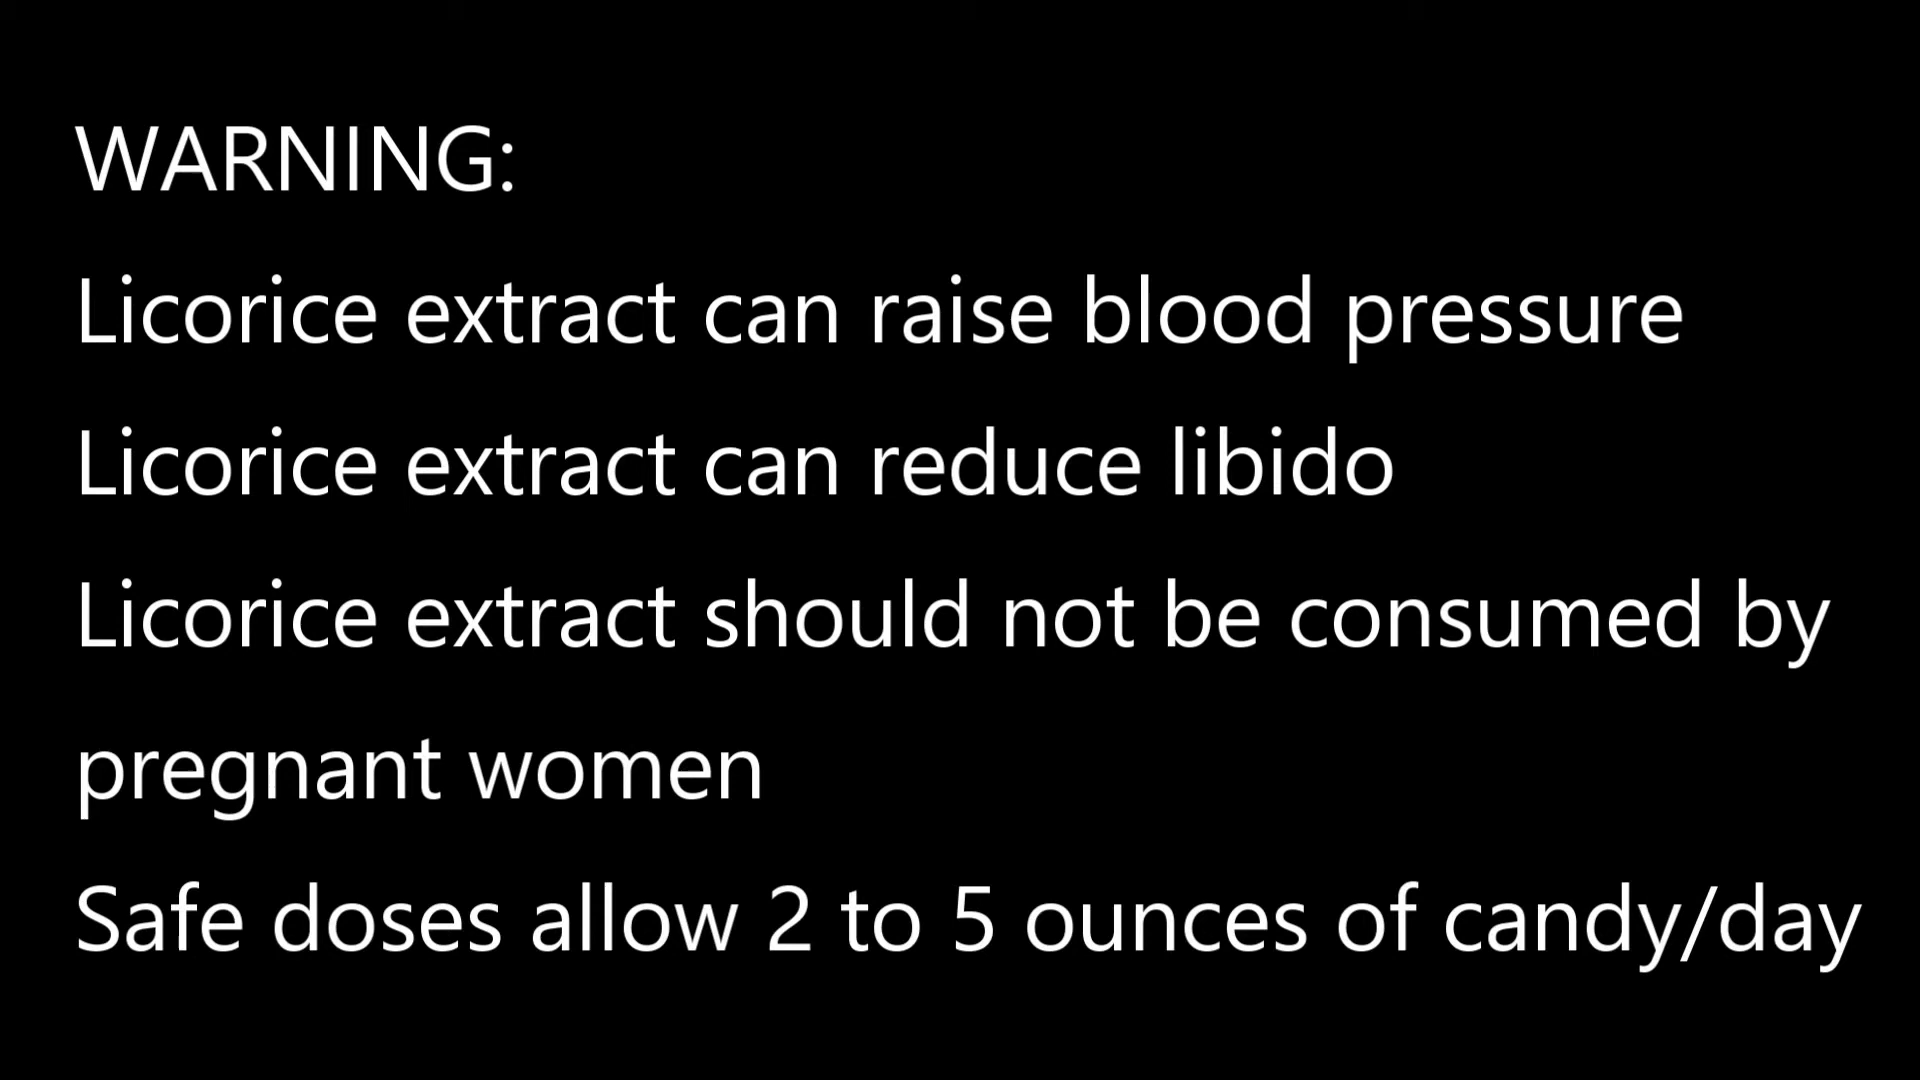 WARNING:
Licorice extract can raise blood pressure
Licorice extract can reduce libido
Licorice extract should not be consumed by
pregnant women
Safe doses allow 2 to 5 ounces of candy/day